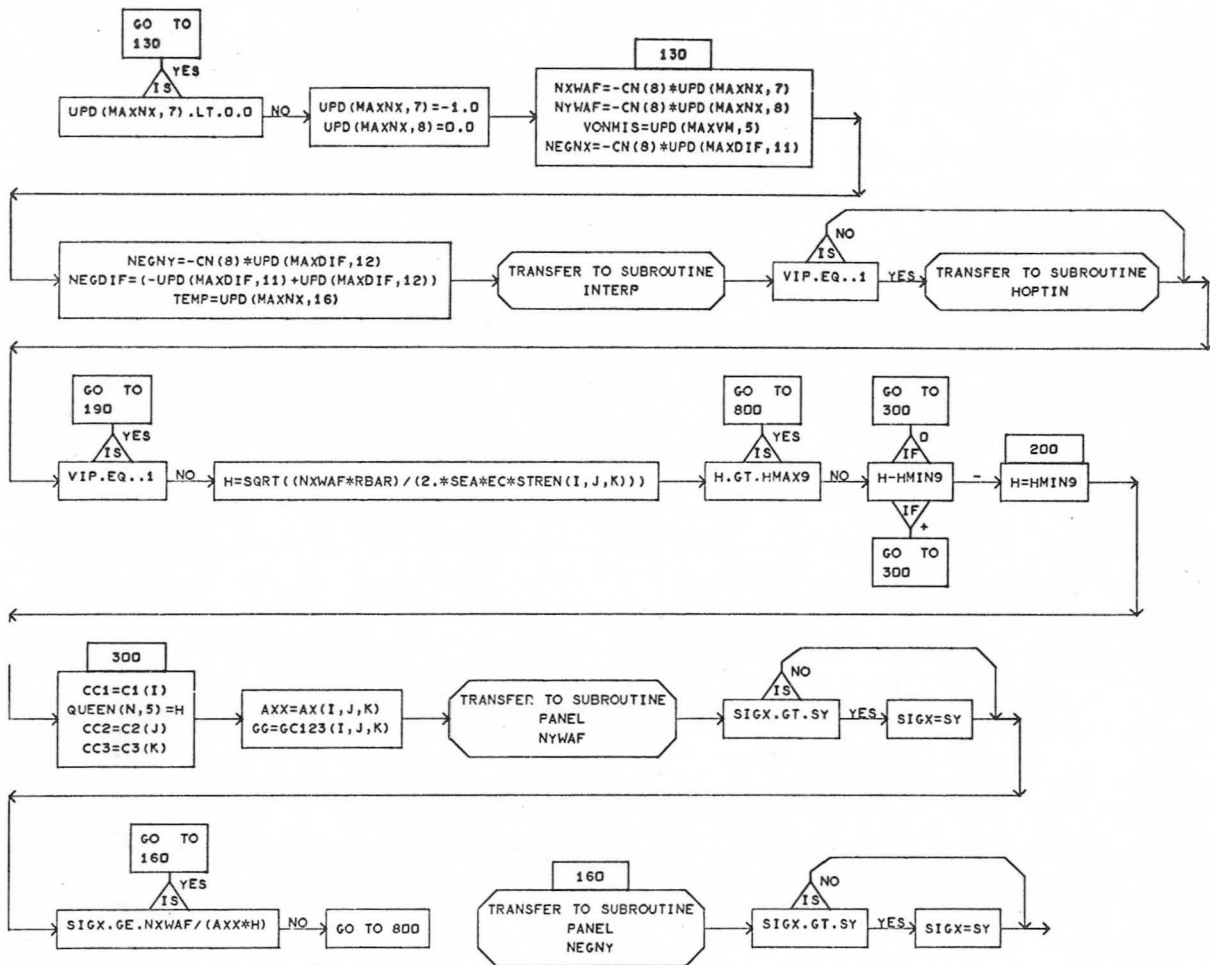 GO TO
130
YES
IS
UPD(MAXNX,7).LT.0.0
NO
UPD(MAXNX,7)=-1.0
UPD(MAXNX,8)=0.0
130
NXWAF=-CN(8)*UPD(MAXNX,7)
NYWAF=-CN(8)*UPD(MAXNX,8)
VONMIS=UPD(MAXVM,5)
NEGNX=-CN(8)*UPD(MAXDIF,11)
NEGNY=-CN(8)*UPD(MAXDIF,12)
NEGDIF=(-UPD(MAXDIF,11)+UPD(MAXDIF,12))
TEMP=UPD(MAXNX,16)
TRANSFER TO SUBROUTINE
INTERP
NO
IS
VIP.EQ..1
YES
TRANSFER TO SUBROUTINE
HOPTIN
GO TO
190
YES
IS
VIP.EQ..1
NO
H=SQRT((NXWAF*RBAR)/(2.*SEA*EC*STREN(I,J,K)))
GO TO
800
YES
IS
H.GT.HMAX9
NO
GO TO
300
0
IF
H-HMIN9
-
IF
+
GO TO
300
200
H=HMIN9
300
CC1=C1(I)
QUEEN(N,5)=H
CC2=C2(J)
CC3=C3(K)
AXX=AX(I,J,K)
GG=GC123(I,J,K)
TRANSFER TO SUBROUTINE
PANEL
NYWAF
NO
IS
SIGX.GT.SY
YES
SIGX=SY
GO TO
160
YES
IS
SIGX.GE.NXWAF/(AXX*H)
NO
GO TO 800
160
TRANSFER TO SUBROUTINE
PANEL
NEGNY
NO
IS
SIGX.GT.SY
YES
SIGX=SY